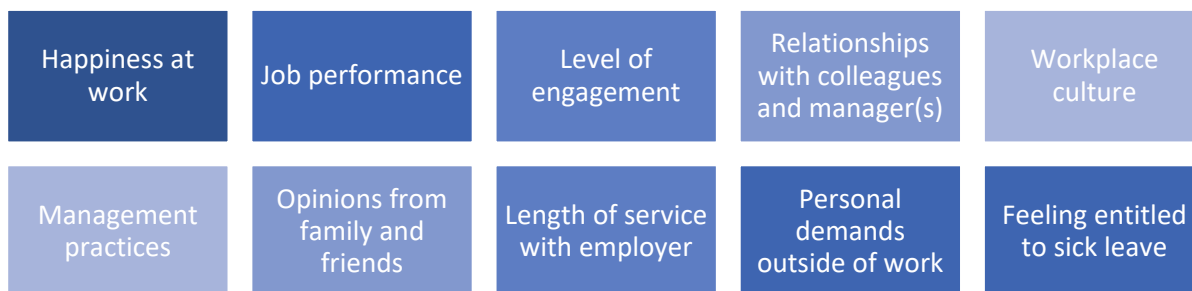 Happiness at
work
Job performance
Level of
engagement
Relationships
with colleagues
and manager(s)
Workplace
culture
Management
practices
Opinions from
family and
friends
Length of service
with employer
Personal
demands
outside of work
Feeling entitled
to sick leave